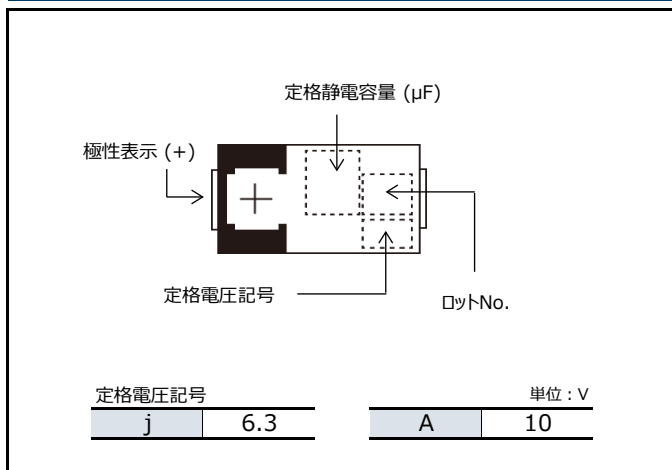 定格静電容量 (μF)
極性表示 (+)
+
定格電圧記号
ロットNo.
定格電圧記号 単位：V
j 6.3 A 10